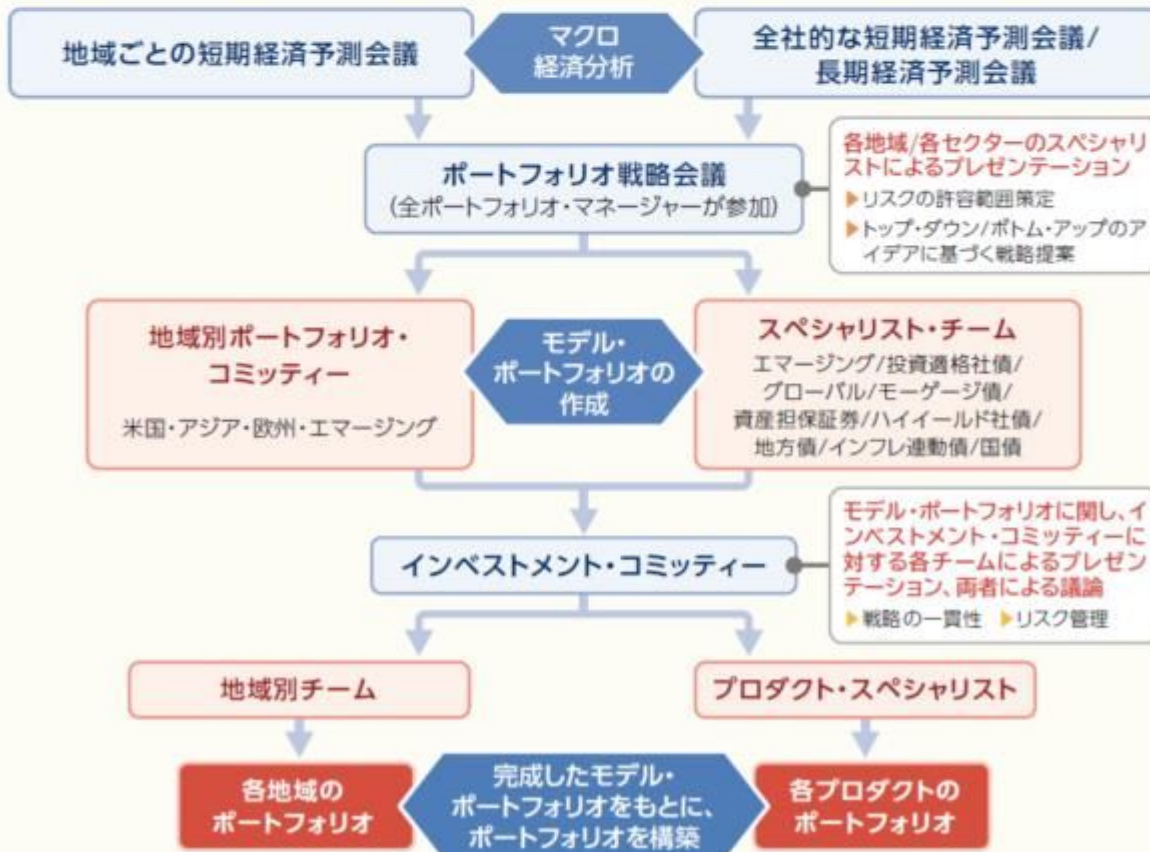 地域ごとの短期経済予測会議
マクロ
経済分析
全社的な短期経済予測会議/
長期経済予測会議
ポートフォリオ戦略会議
(全ポートフォリオ・マネージャーが参加)
各地域/各セクターのスペシャリ
ストによるプレゼンテーション
▶リスクの許容範囲策定
▶トップ・ダウン/ボトム・アップのア
イデアに基づく戦略提案
地域別ポートフォリオ・
コミッティー
米国・アジア・欧州・エマージング
モデル・
ポートフォリオの
作成
スペシャリスト・チーム
エマージング/投資適格社債/
グローバル/モーゲージ債/
資産担保証券/ハイイールド社債/
地方債/インフレ連動債/国債
インベストメント・コミッティー
モデル・ポートフォリオに関し、イ
ンベストメント・コミッティーに
対する各チームによるプレゼン
テーション、両者による議論
▶戦略の一貫性 ▶リスク管理
地域別チーム
プロダクト・スペシャリスト
各地域の
ポートフォリオ
完成したモデル・
ポートフォリオをもとに、
ポートフォリオを構築
各プロダクトの
ポートフォリオ